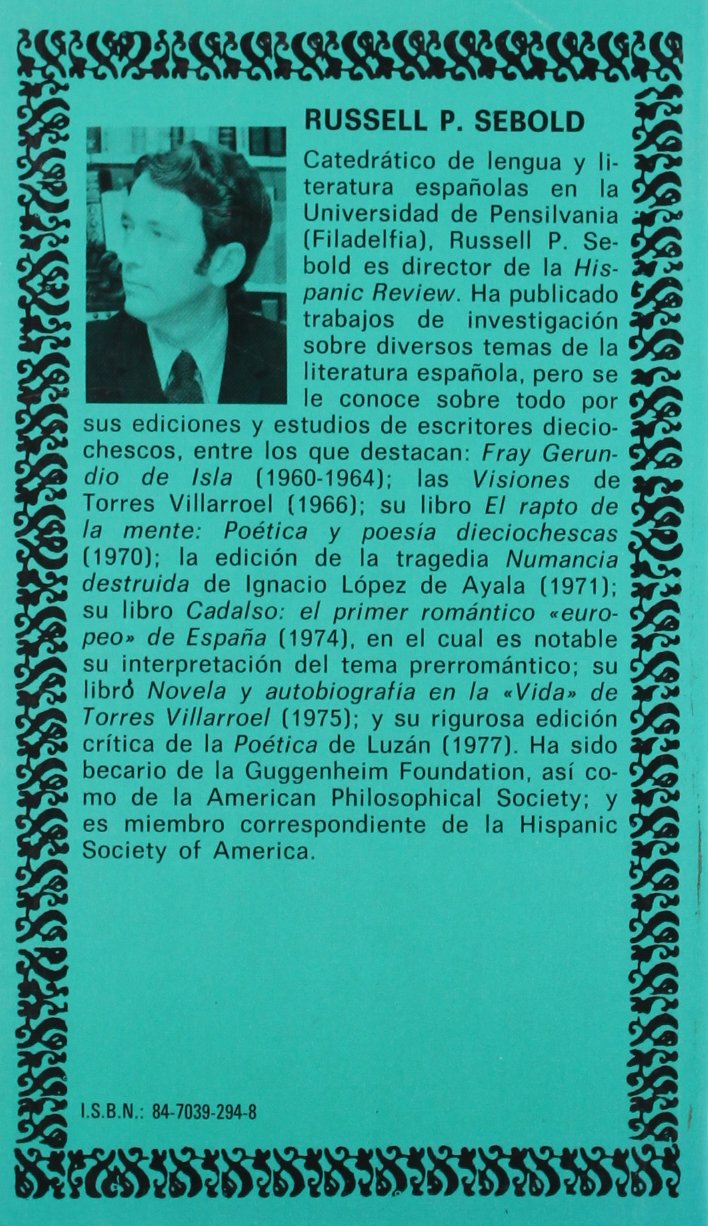 RUSSELL P. SEBOLD
Catedrático de lengua y li-
teratura españolas en la
Universidad de Pensilvania
(Filadelfia), Russell P. Se-
bold es director de la His-
panic Review. Ha publicado
trabajos de investigación
sobre diversos temas de la
literatura española, pero se
le conoce sobre todo por
sus ediciones y estudios de escritores diecio-
chescos, entre los que destacan: Fray Gerun-
dio de Isla (1960-1964); las Visiones de
Torres Villarroel (1966); su libro El rapto de
la mente: Poética y poesía dieciochescas
(1970); la edición de la tragedia Numancia
destruida de Ignacio López de Ayala (1971);
su libro Cadalso: el primer romántico «euro-
peo» de España (1974), en el cual es notable
su interpretación del tema prerromántico; su
libro Novela y autobiografía en la «Vida» de
Torres Villarroel (1975); y su rigurosa edición
crítica de la Poética de Luzán (1977). Ha sido
becario de la Guggenheim Foundation, así co-
mo de la American Philosophical Society; y
es miembro correspondiente de la Hispanic
Society of America.
I.S.B.N.: 84-7039-294-8